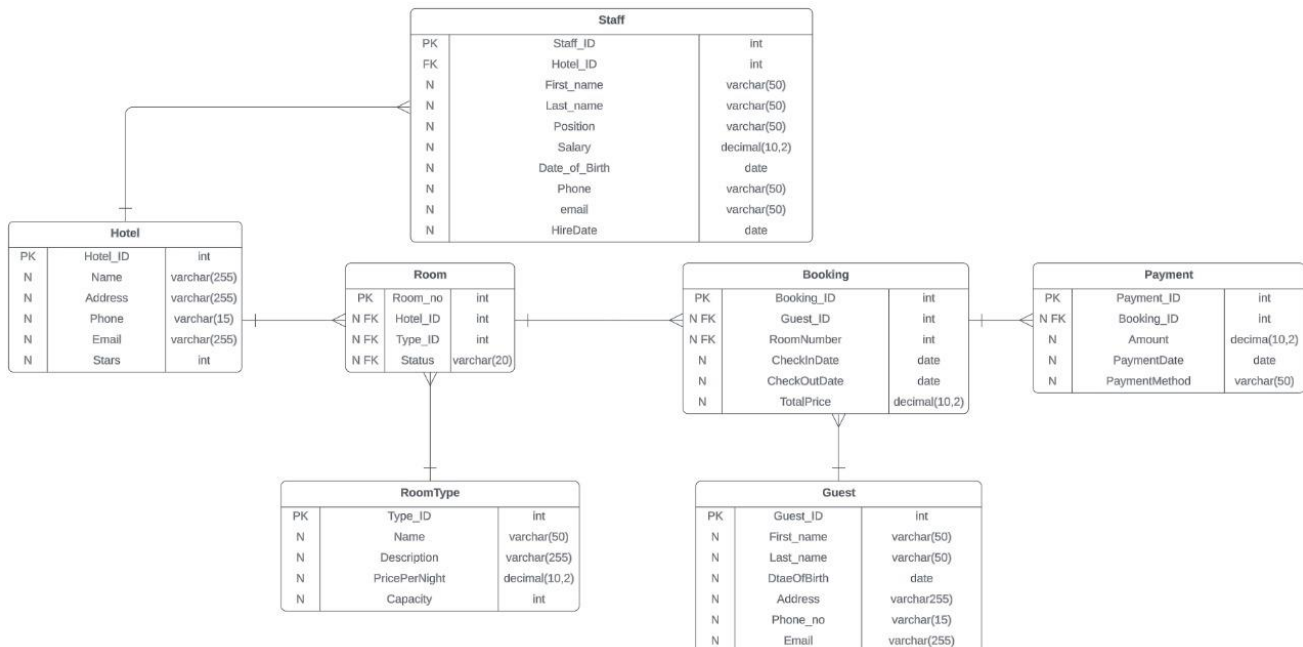 Staff
PK Staff_ID int
FK Hotel_ID int
N First_name varchar(50)
N Last_name varchar(50)
N Position varchar(50)
N Salary decimal(10,2)
N Date_of_Birth date
N Phone varchar(50)
N email varchar(50)
N HireDate date
Hotel
PK Hotel_ID int
N Name varchar(255)
N Address varchar(255)
N Phone varchar(15)
N Email varchar(255)
N Stars int
Room
PK Room_no int
N FK Hotel_ID int
N FK Type_ID int
N FK Status varchar(20)
Booking
PK Booking_ID int
N FK Guest_ID int
N FK RoomNumber int
N CheckInDate date
N CheckOutDate date
N TotalPrice decimal(10,2)
Payment
PK Payment_ID int
N FK Booking_ID int
N Amount decima(10,2)
N PaymentDate date
N PaymentMethod varchar(50)
RoomType
PK Type_ID int
N Name varchar(50)
N Description varchar(255)
N PricePerNight decimal(10,2)
N Capacity int
Guest
PK Guest_ID int
N First_name varchar(50)
N Last_name varchar(50)
N DtaeOfBirth date
N Address varchar255)
N Phone_no varchar(15)
N Email varchar(255)